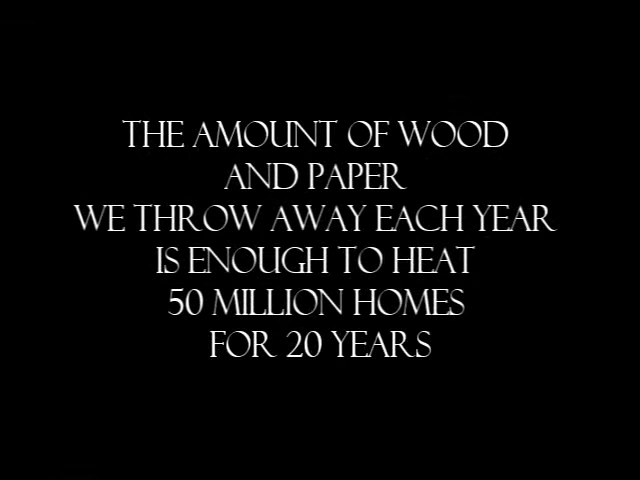 THE AMOUNT OF WOOD
AND PAPER
WE THROW AWAY EACH YEAR
IS ENOUGH TO HEAT
50 MILLION HOMES
FOR 20 YEARS